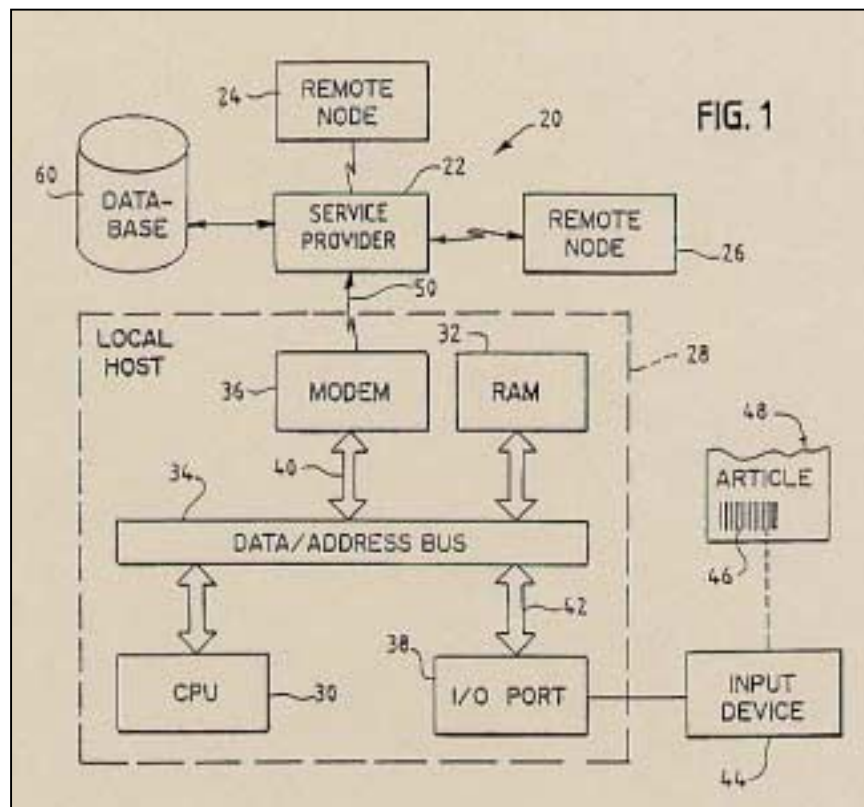 24
REMOTE
NODE
20
FIG. 1
60
DATA-
BASE
22
SERVICE
PROVIDER
REMOTE
NODE
26
50
LOCAL
HOST
32
28
36
MODEM
RAM
48
ARTICLE
40
34
DATA/ADDRESS BUS
46
42
38
CPU
30
I/O PORT
INPUT
DEVICE
44